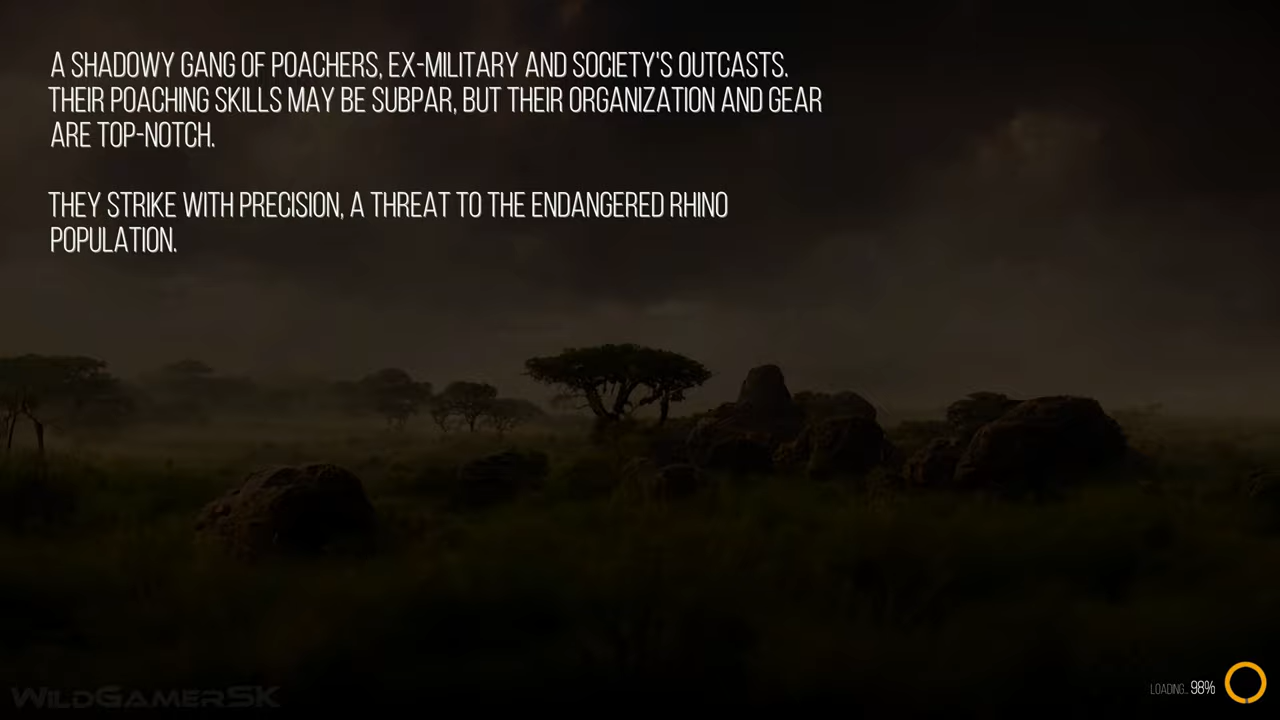 A SHADOWY GANG OF POACHERS, EX-MILITARY AND SOCIETY'S OUTCASTS.
THEIR POACHING SKILLS MAY BE SUBPAR, BUT THEIR ORGANIZATION AND GEAR
ARE TOP-NOTCH.
THEY STRIKE WITH PRECISION, A THREAT TO THE ENDANGERED RHINO
POPULATION.
LOADING.. 98%
WILDGAMERSK